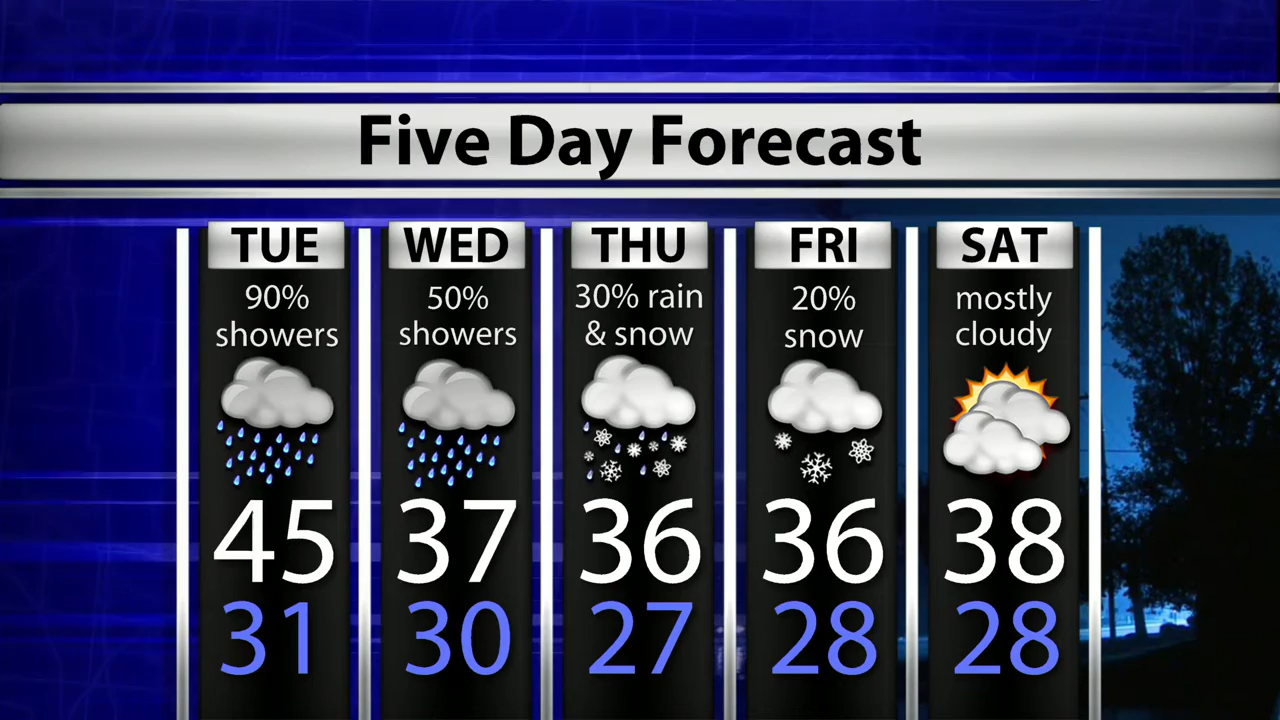 Five Day Forecast
TUE WED THU FRI SAT
90% 50% 30% rain 20% mostly
showers showers & snow snow cloudy
45 37 36 36 38
31 30 27 28 28